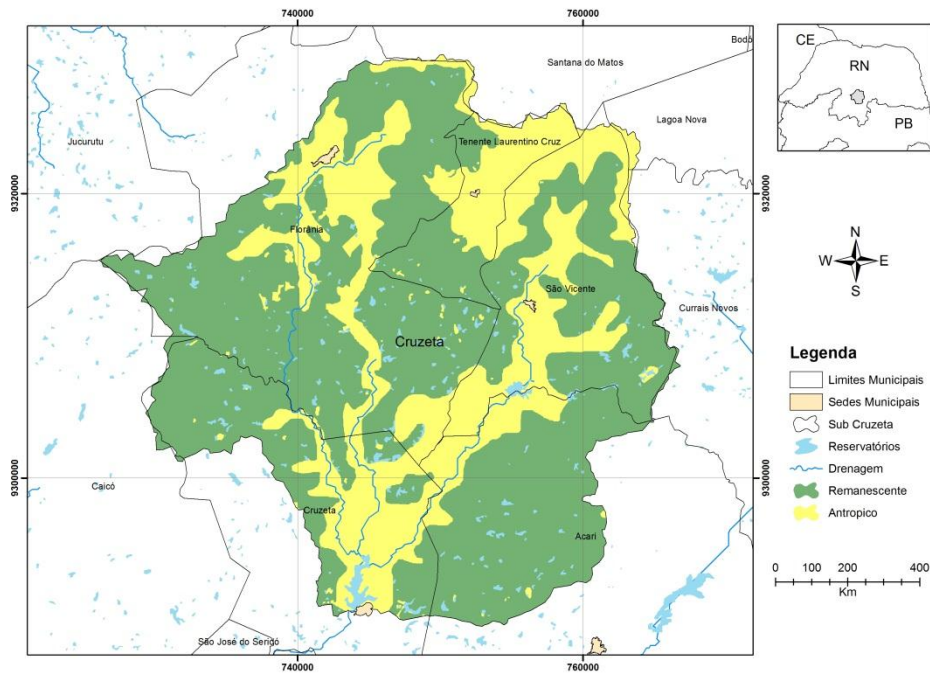 740000
760000
Bodó
Santana do Matos
Lagoa Nova
Jucurutu
Tenente Laurentino Cruz
9320000
9320000
Florânia
São Vicente
Currais Novos
Cruzeta
Caicó
9300000
9300000
Cruzeta
Acari
São José do Seridó
740000
760000
CE
RN
PB
N
W
E
S
Legenda
Limites Municipais
Sedes Municipais
Sub Cruzeta
Reservatórios
Drenagem
Remanescente
Antropico
0 100 200 300 400
Km